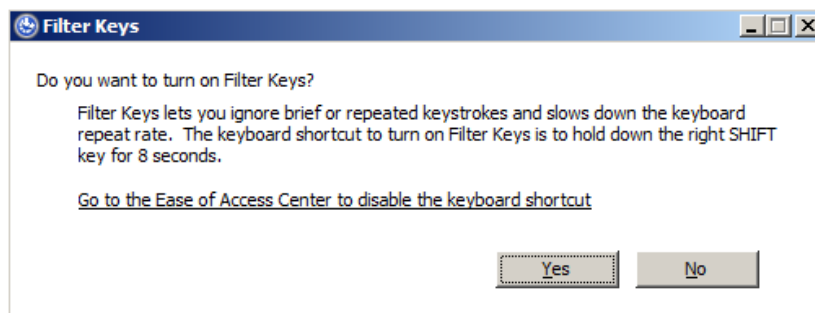 Filter Keys
Do you want to turn on Filter Keys?
Filter Keys lets you ignore brief or repeated keystrokes and slows down the keyboard
repeat rate.  The keyboard shortcut to turn on Filter Keys is to hold down the right SHIFT
key for 8 seconds.
Go to the Ease of Access Center to disable the keyboard shortcut
Yes No